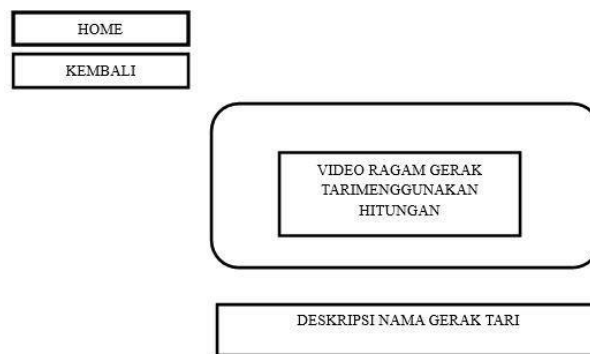 HOME
KEMBALI
VIDEO RAGAM GERAK
TARIMENGGUNAKAN
HITUNGAN
DESKRIPSI NAMA GERAK TARI